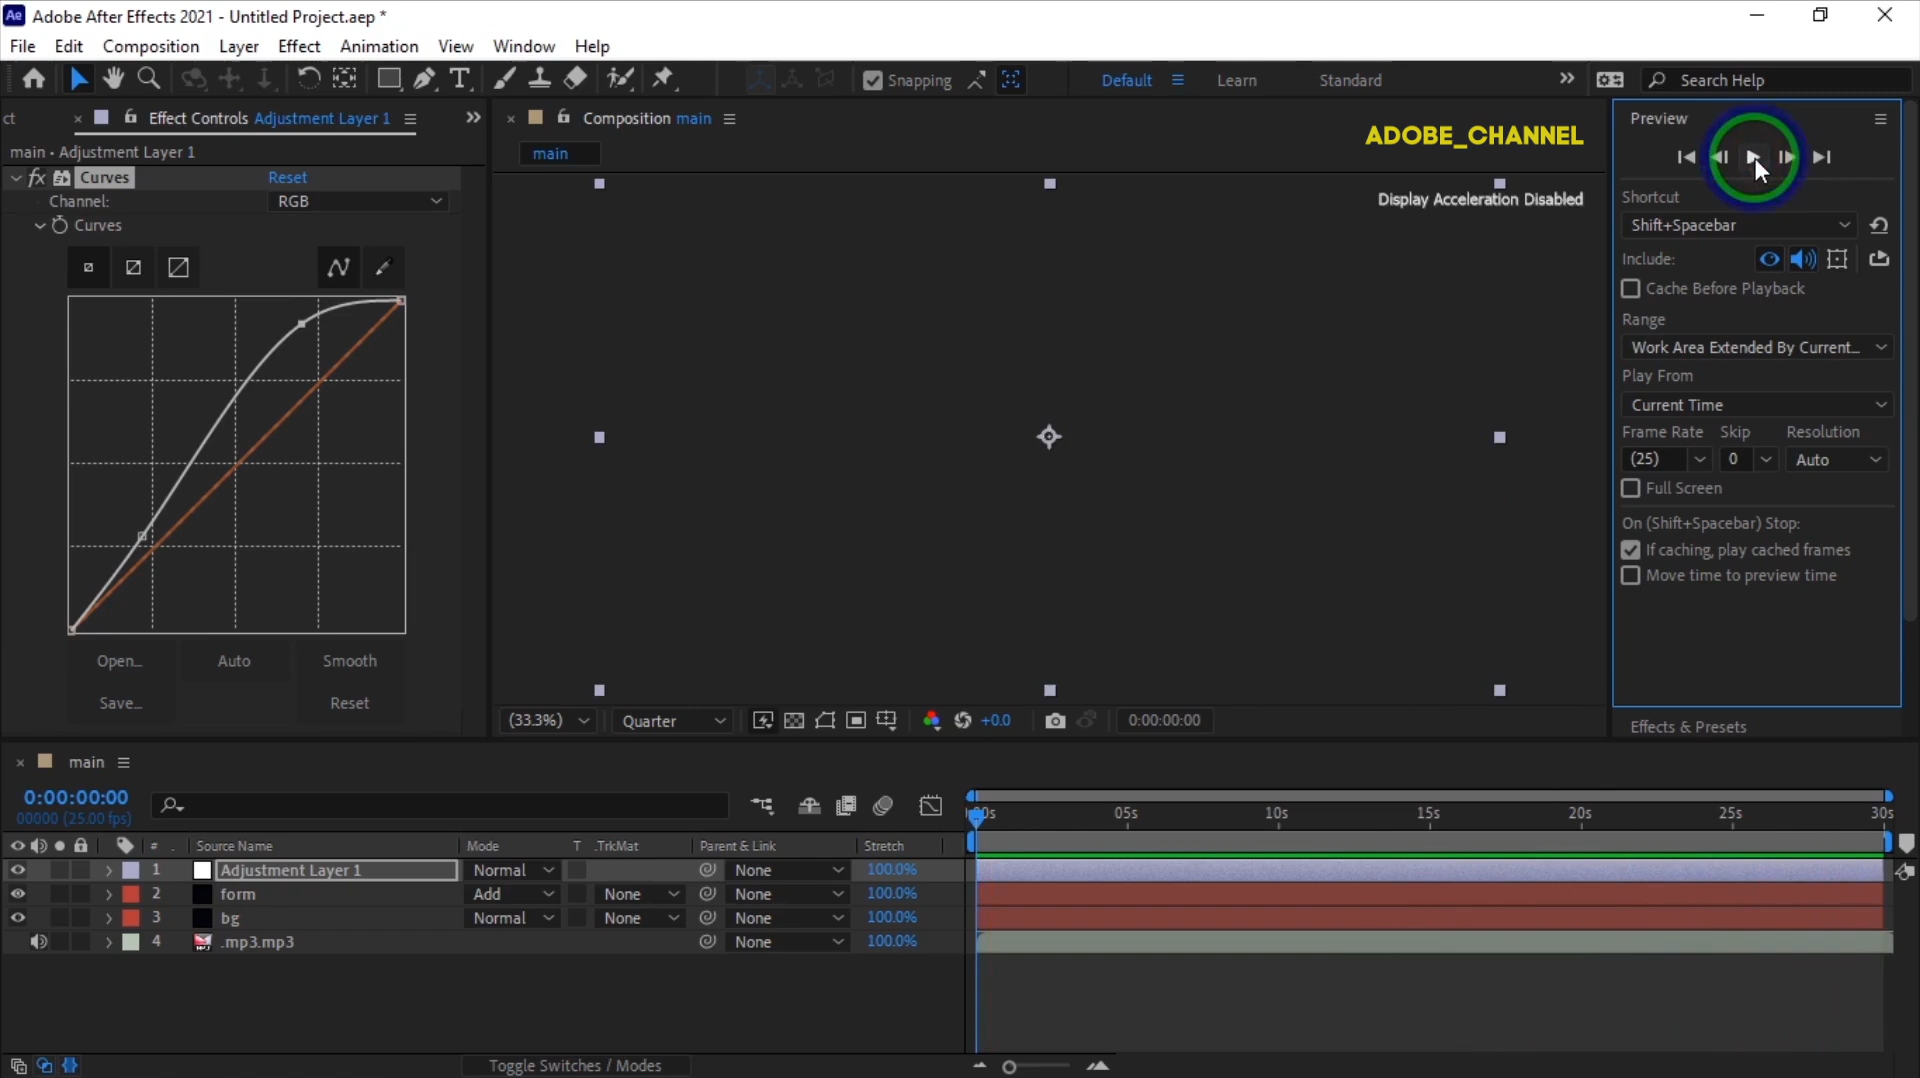 Ae Adobe After Effects 2021 - Untitled Project.aep *
File Edit Composition Layer Effect Animation View Window Help
Snapping Default Learn Standard Search Help
ct × Effect Controls Adjustment Layer 1
main • Adjustment Layer 1
fx Curves Reset
Channel: RGB
Curves
Open... Auto Smooth
Save... Reset
× Composition main
main
ADOBE_CHANNEL
Display Acceleration Disabled
(33.3%) Quarter +0.0 0:00:00:00
Preview
Shortcut
Shift+Spacebar
Include:
Cache Before Playback
Range
Work Area Extended By Current...
Play From
Current Time
Frame Rate Skip Resolution
(25) 0 Auto
Full Screen
On (Shift+Spacebar) Stop:
If caching, play cached frames
Move time to preview time
Effects & Presets
× main
0:00:00:00
00000 (25.00 fps)
00s 05s 10s 15s 20s 25s 30s
# . Source Name Mode T .TrkMat Parent & Link Stretch
1 Adjustment Layer 1 Normal None 100.0%
2 form Add None None 100.0%
3 bg Normal None None 100.0%
4 .mp3.mp3 None 100.0%
Toggle Switches / Modes